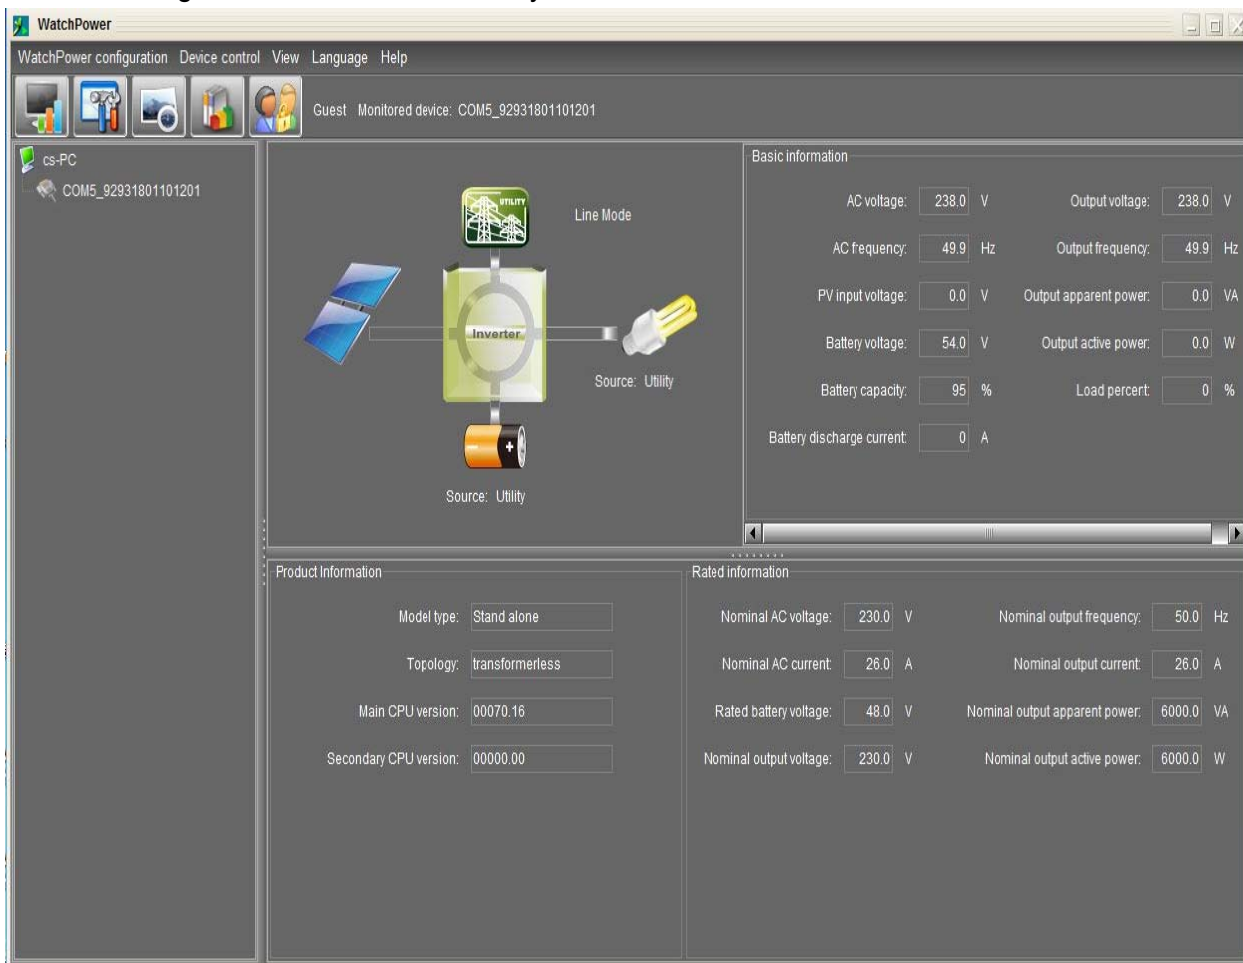 WatchPower
WatchPower configuration Device control View Language Help
Guest Monitored device: COM5_92931801101201
cs-PC
COM5_92931801101201
UTILITY
Line Mode
Inverter
Source: Utility
Source: Utility
Basic information
AC voltage: 238.0 V Output voltage: 238.0 V
AC frequency: 49.9 Hz Output frequency: 49.9 Hz
PV input voltage: 0.0 V Output apparent power: 0.0 VA
Battery voltage: 54.0 V Output active power: 0.0 W
Battery capacity: 95 % Load percent: 0 %
Battery discharge current: 0 A
Product Information
Model type: Stand alone
Topology: transformerless
Main CPU version: 00070.16
Secondary CPU version: 00000.00
Rated information
Nominal AC voltage: 230.0 V Nominal output frequency: 50.0 Hz
Nominal AC current: 26.0 A Nominal output current: 26.0 A
Rated battery voltage: 48.0 V Nominal output apparent power: 6000.0 VA
Nominal output voltage: 230.0 V Nominal output active power: 6000.0 W